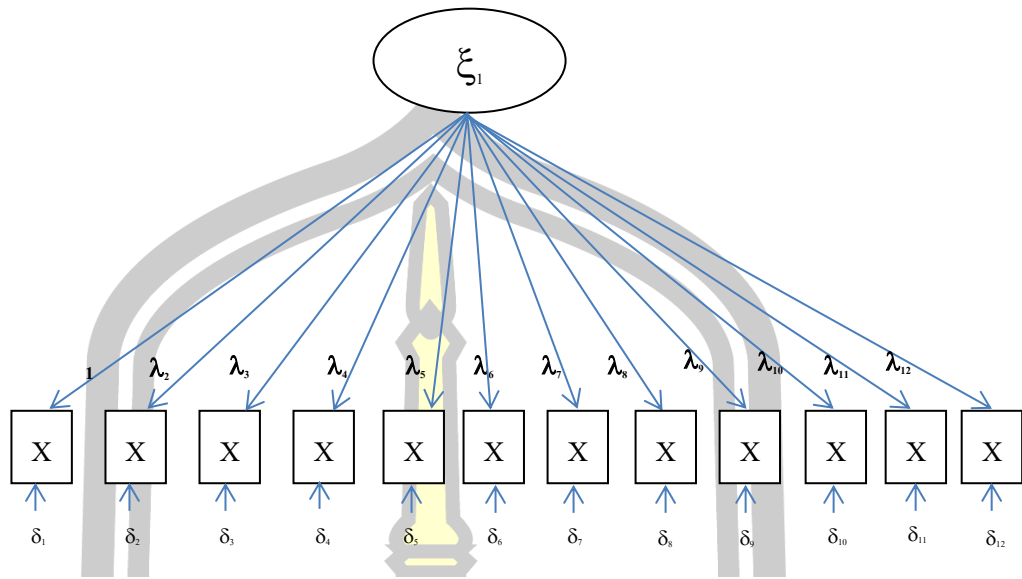 ξ₁
1 λ₂ λ₃ λ₄ λ₅ λ₆ λ₇ λ₈ λ₉ λ₁₀ λ₁₁ λ₁₂
X X X X X X X X X X X X
δ₁ δ₂ δ₃ δ₄ δ₅ δ₆ δ₇ δ₈ δ₉ δ₁₀ δ₁₁ δ₁₂